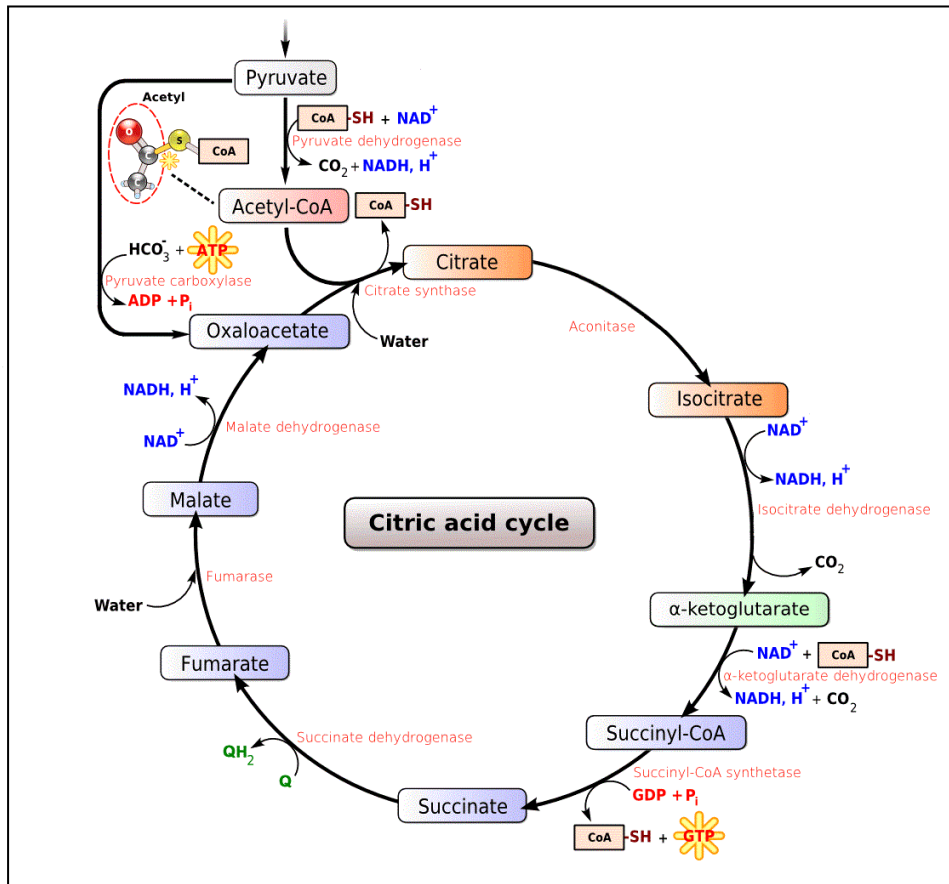 Pyruvate
Acetyl
O
S
C
C
CoA
CoA-SH + NAD+
Pyruvate dehydrogenase
CO2 + NADH, H+
Acetyl-CoA
CoA-SH
HCO3- + ATP
Pyruvate carboxylase
ADP + Pi
Citrate
Citrate synthase
Oxaloacetate
Water
Aconitase
Isocitrate
NAD+
NADH, H+
Isocitrate dehydrogenase
CO2
α-ketoglutarate
NAD+ + CoA-SH
α-ketoglutarate dehydrogenase
NADH, H+ + CO2
Succinyl-CoA
Succinyl-CoA synthetase
GDP + Pi
CoA-SH + GTP
Succinate
Succinate dehydrogenase
QH2
Q
Fumarate
Fumarase
Water
Malate
Malate dehydrogenase
NADH, H+
NAD+
Citric acid cycle